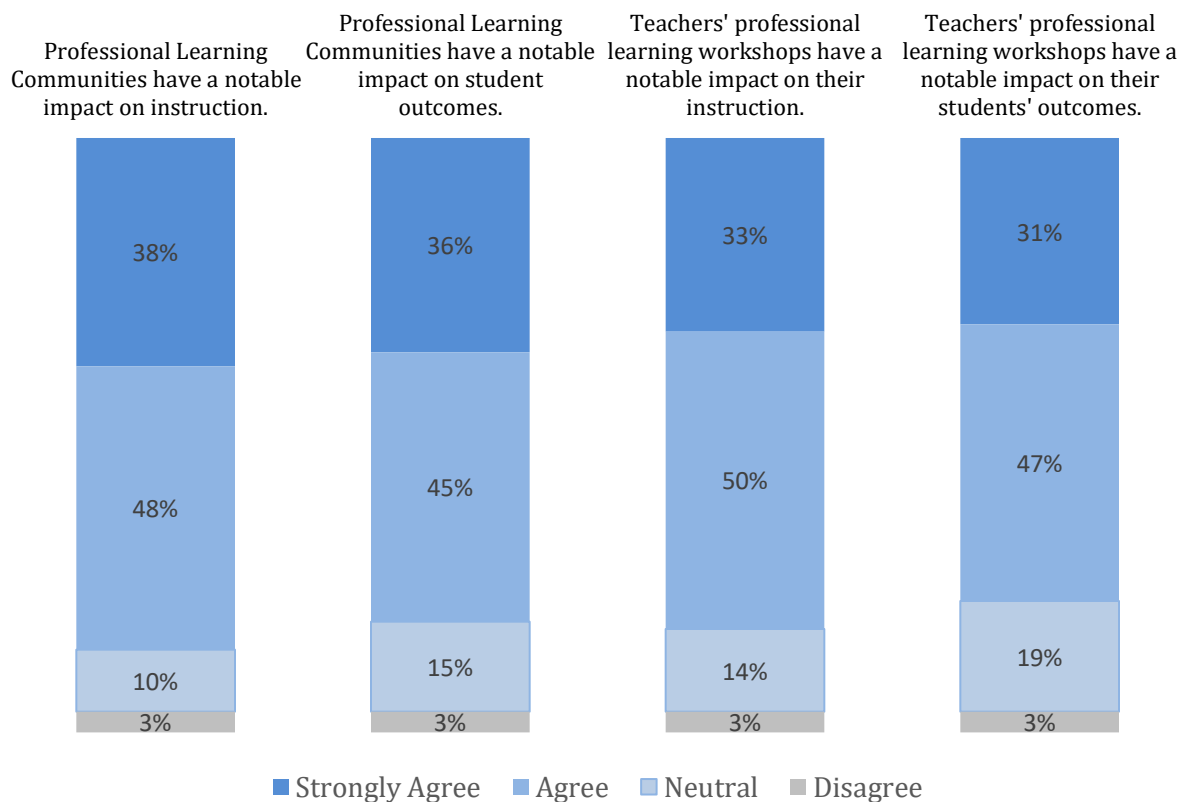 Professional Learning
Communities have a notable
impact on instruction.
Professional Learning
Communities have a notable
impact on student
outcomes.
Teachers' professional
learning workshops have a
notable impact on their
instruction.
Teachers' professional
learning workshops have a
notable impact on their
students' outcomes.
38%
36%
33%
31%
48%
45%
50%
47%
10%
15%
14%
19%
3%
3%
3%
3%
Strongly Agree
Agree
Neutral
Disagree